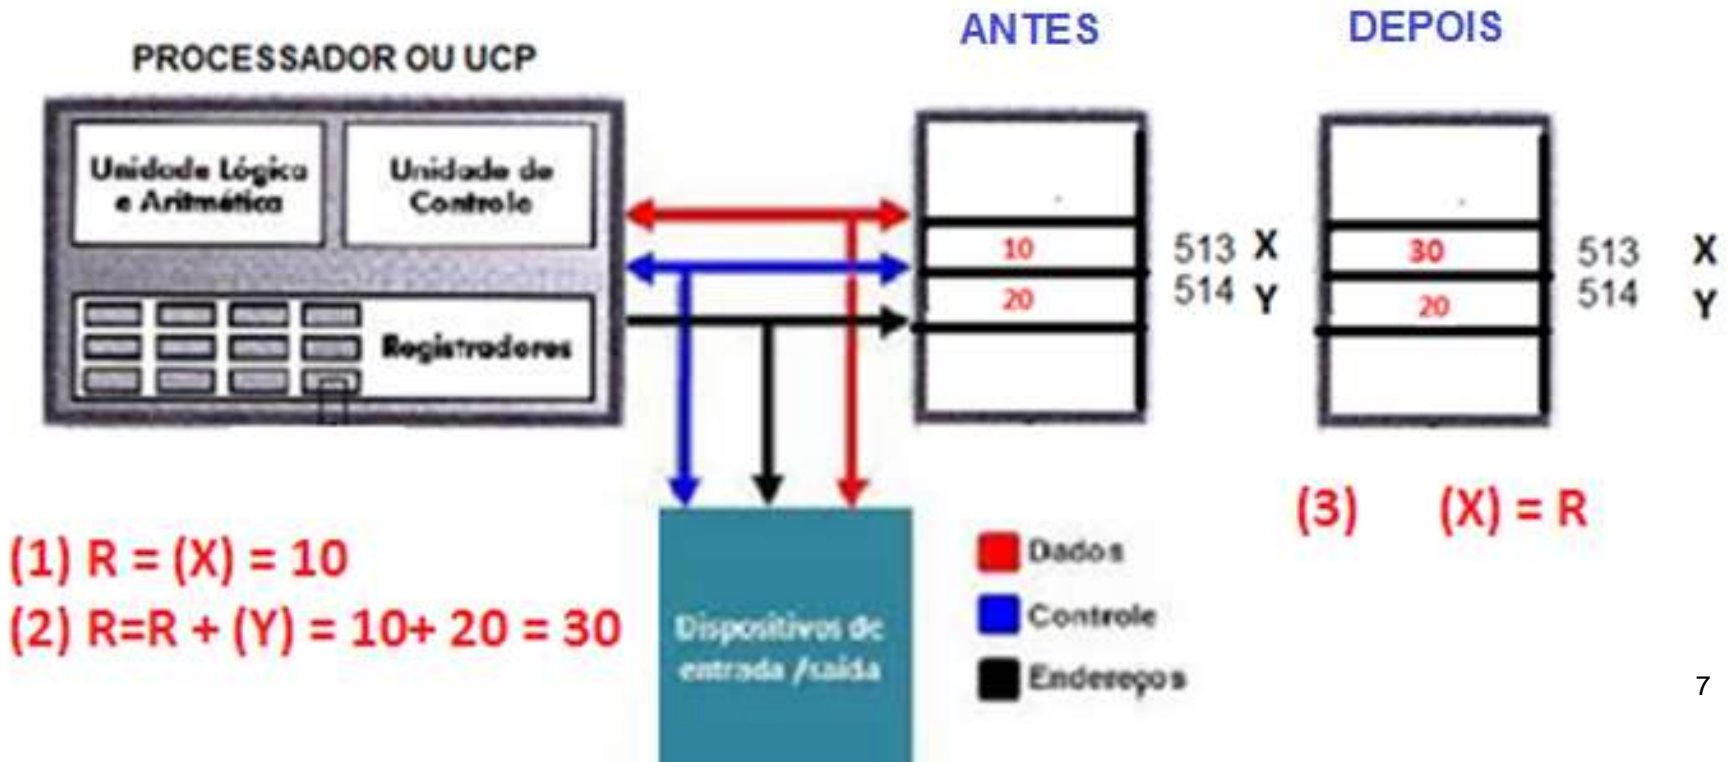 ANTES
DEPOIS
PROCESSADOR OU UCP
Unidade Lógica
e Aritmética
Unidade de
Controle
Registradores
10
20
513 X
514 Y
30
20
513 X
514 Y
(1) R = (X) = 10
(2) R=R + (Y) = 10+ 20 = 30
Dispositivos de
entrada /saída
Dados
Controle
Endereços
(3) (X) = R
7